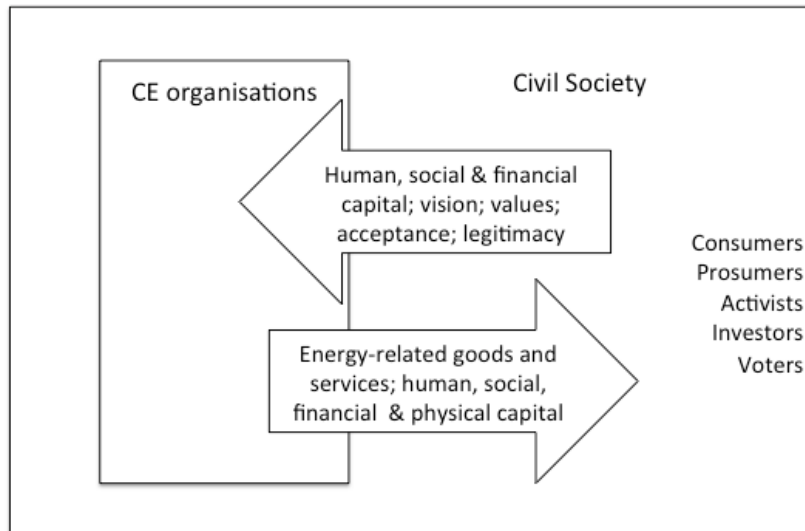 CE organisations
Civil Society
Human, social & financial
capital; vision; values;
acceptance; legitimacy
Energy-related goods and
services; human, social,
financial & physical capital
Consumers
Prosumers
Activists
Investors
Voters